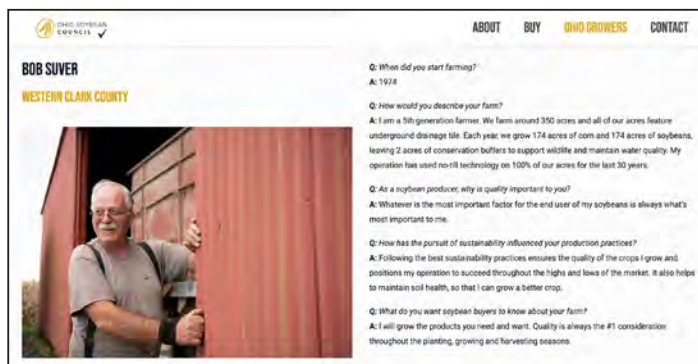 OHIO SOYBEAN
COUNCIL
ABOUT BUY OHIO GROWERS CONTACT
BOB SUVER
WESTERN CLARK COUNTY
Q: When did you start farming?
A: 1974
Q: How would you describe your farm?
A: I am a 5th generation farmer. We farm around 350 acres and all of our acres feature
underground drainage tile. Each year, we grow 174 acres of corn and 174 acres of soybeans,
leaving 2 acres of conservation buffers to support wildlife and maintain water quality. My
operation has used no-till technology on 100% of our acres for the last 30 years.
Q: As a soybean producer, why is quality important to you?
A: Whatever is the most important factor for the end user of my soybeans is always what's
most important to me.
Q: How has the pursuit of sustainability influenced your production practices?
A: Following the best sustainability practices ensures the quality of the crops I grow and
positions my operation to succeed throughout the highs and lows of the market. It also helps
to maintain soil health, so that I can grow a better crop.
Q: What do you want soybean buyers to know about your farm?
A: I will grow the products you need and want. Quality is always the #1 consideration
throughout the planting, growing and harvesting seasons.